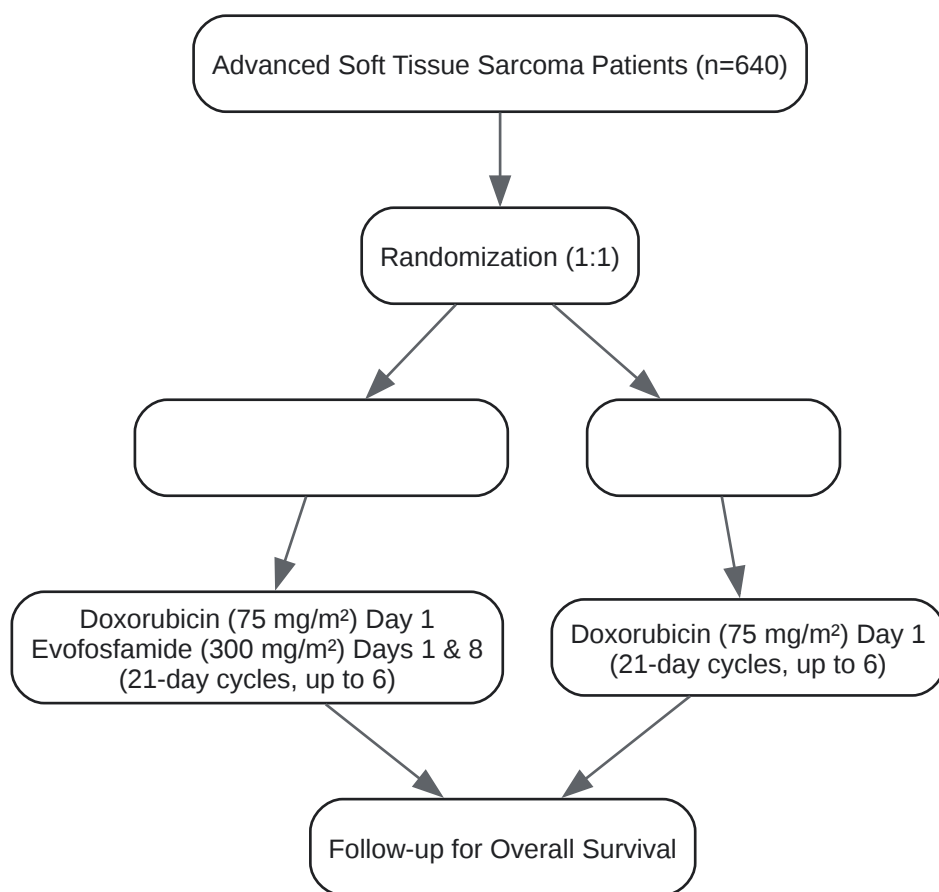 Advanced Soft Tissue Sarcoma Patients (n=640)
Randomization (1:1)
Doxorubicin (75 mg/m²) Day 1
Evofosfamide (300 mg/m²) Days 1 & 8
(21-day cycles, up to 6)
Doxorubicin (75 mg/m²) Day 1
(21-day cycles, up to 6)
Follow-up for Overall Survival